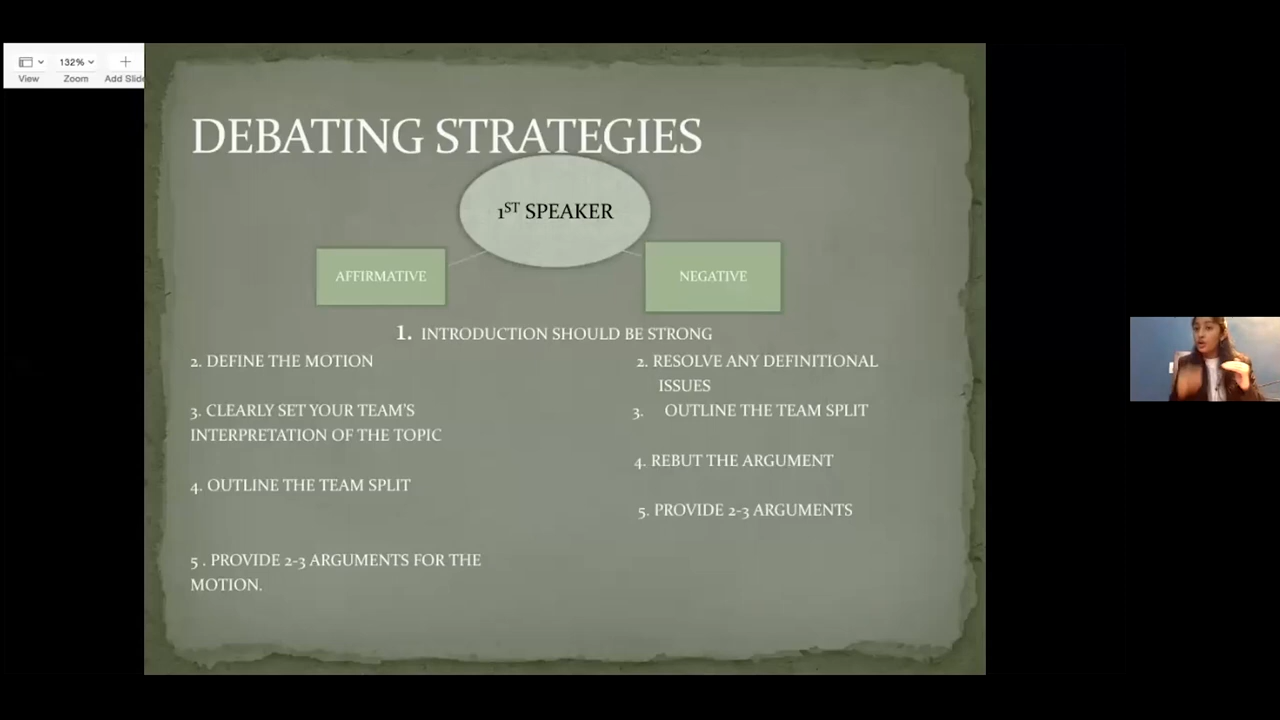 132%
View
Zoom
Add Slide
DEBATING STRATEGIES
1ST SPEAKER
AFFIRMATIVE
NEGATIVE
1. INTRODUCTION SHOULD BE STRONG
2. DEFINE THE MOTION
3. CLEARLY SET YOUR TEAM'S
INTERPRETATION OF THE TOPIC
4. OUTLINE THE TEAM SPLIT
5 . PROVIDE 2-3 ARGUMENTS FOR THE
MOTION.
2. RESOLVE ANY DEFINITIONAL
ISSUES
3. OUTLINE THE TEAM SPLIT
4. REBUT THE ARGUMENT
5. PROVIDE 2-3 ARGUMENTS